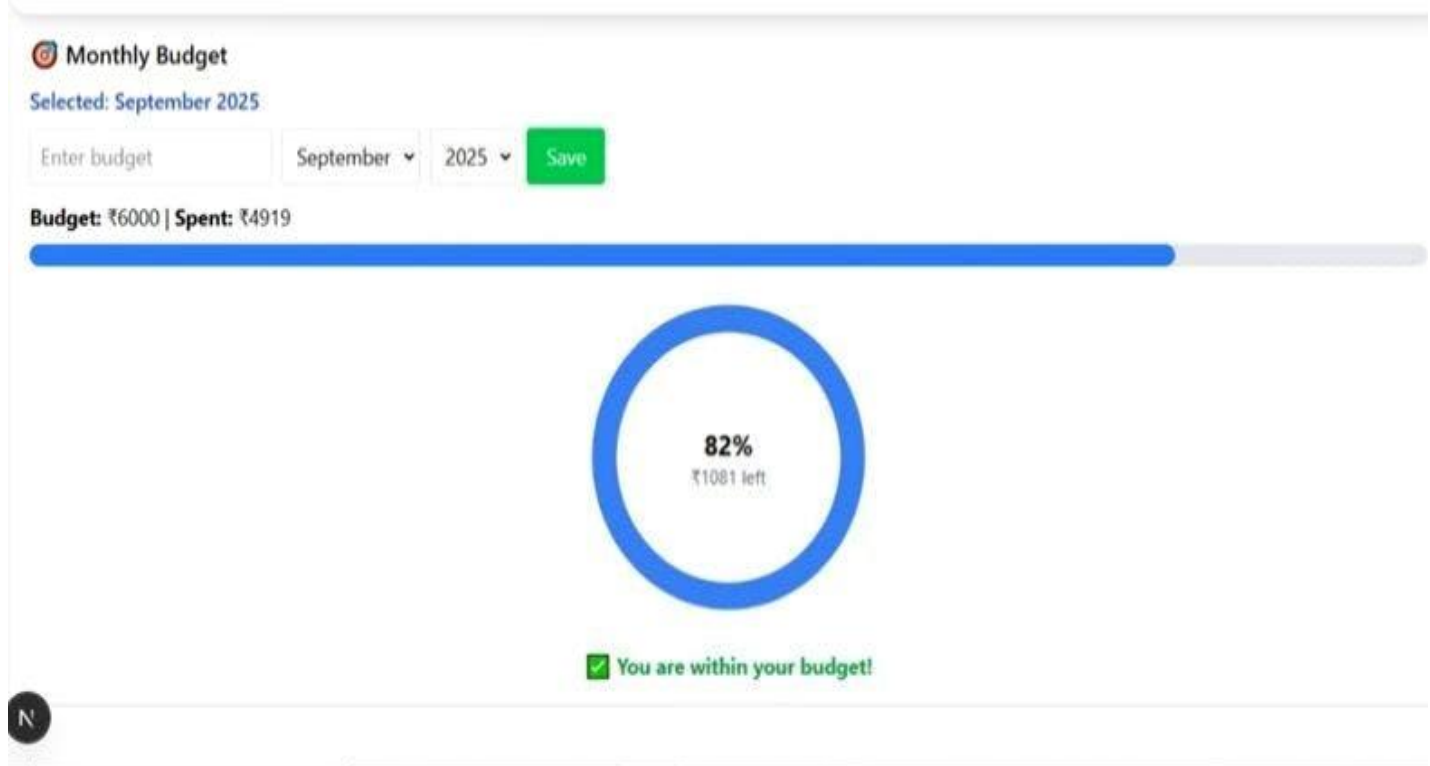 🎯 Monthly Budget
Selected: September 2025
Enter budget September 2025 Save
Budget: ₹6000 | Spent: ₹4919
82%
₹1081 left
✅ You are within your budget!
N